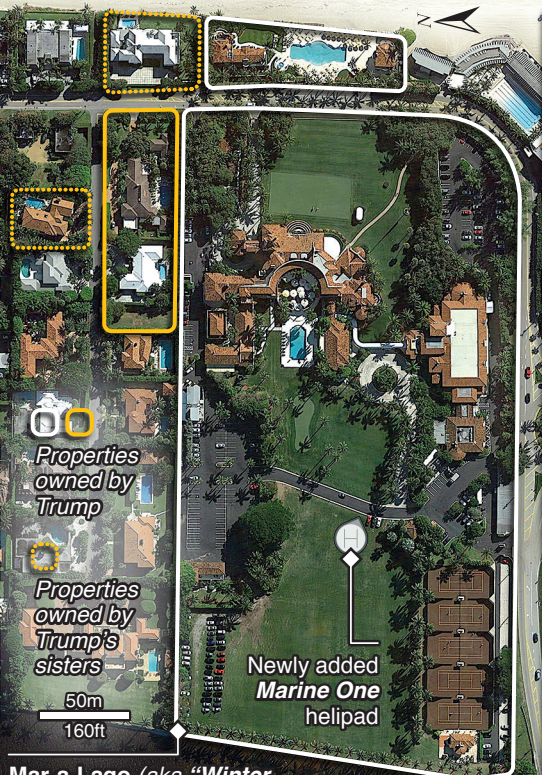 N
Properties
owned by
Trump
Properties
owned by
Trump's
sisters
50m
160ft
H
Newly added
Marine One
helipad
Mar-a-Lago (aka “Winter